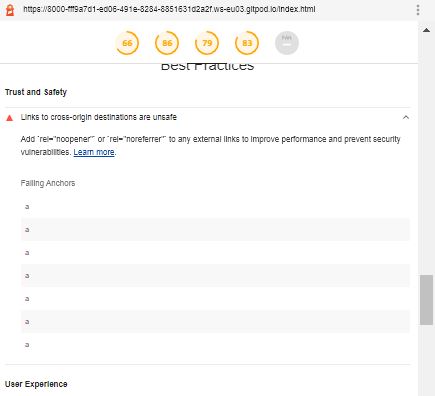 https://8000-fff9a7d1-ed06-491e-8284-8851631d2a2f.ws-eu03.gitpod.io/index.html
66 86 79 83 PWA
Best Practices
Trust and Safety
Links to cross-origin destinations are unsafe
Add `rel="noopener"` or `rel="noreferrer"` to any external links to improve performance and prevent security
vulnerabilities. Learn more.
Failing Anchors
a
a
a
a
a
a
a
User Experience